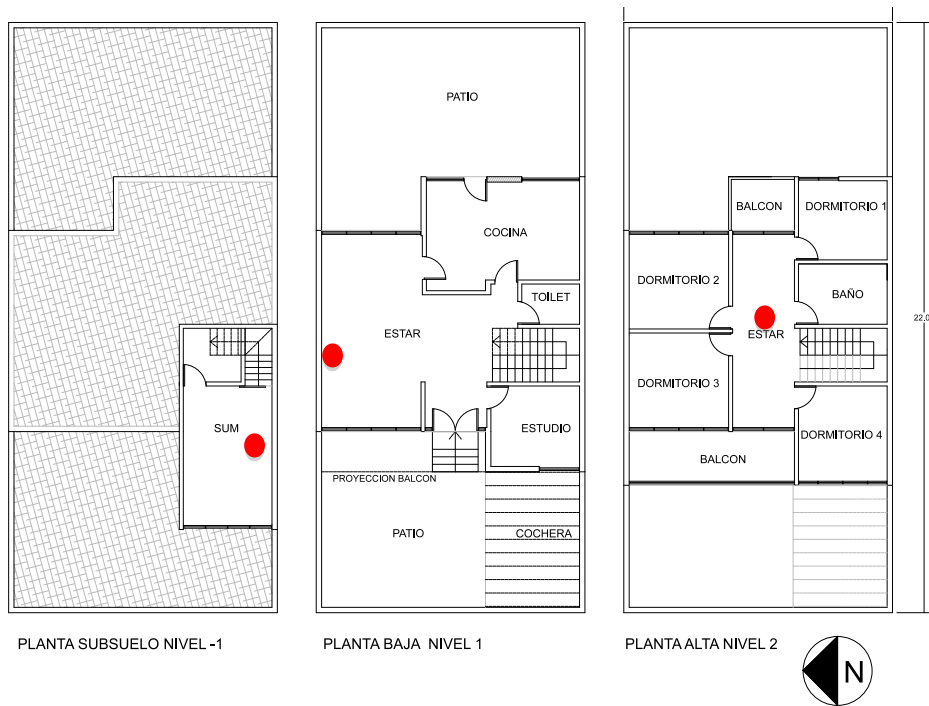 PATIO
COCINA
TOILET
ESTAR
ESTUDIO
PROYECCION BALCON
PATIO
COCHERA
SUM
BALCON
DORMITORIO 1
DORMITORIO 2
BAÑO
ESTAR
DORMITORIO 3
DORMITORIO 4
BALCON
PLANTA SUBSUELO NIVEL -1
PLANTA BAJA NIVEL 1
PLANTA ALTA NIVEL 2
N